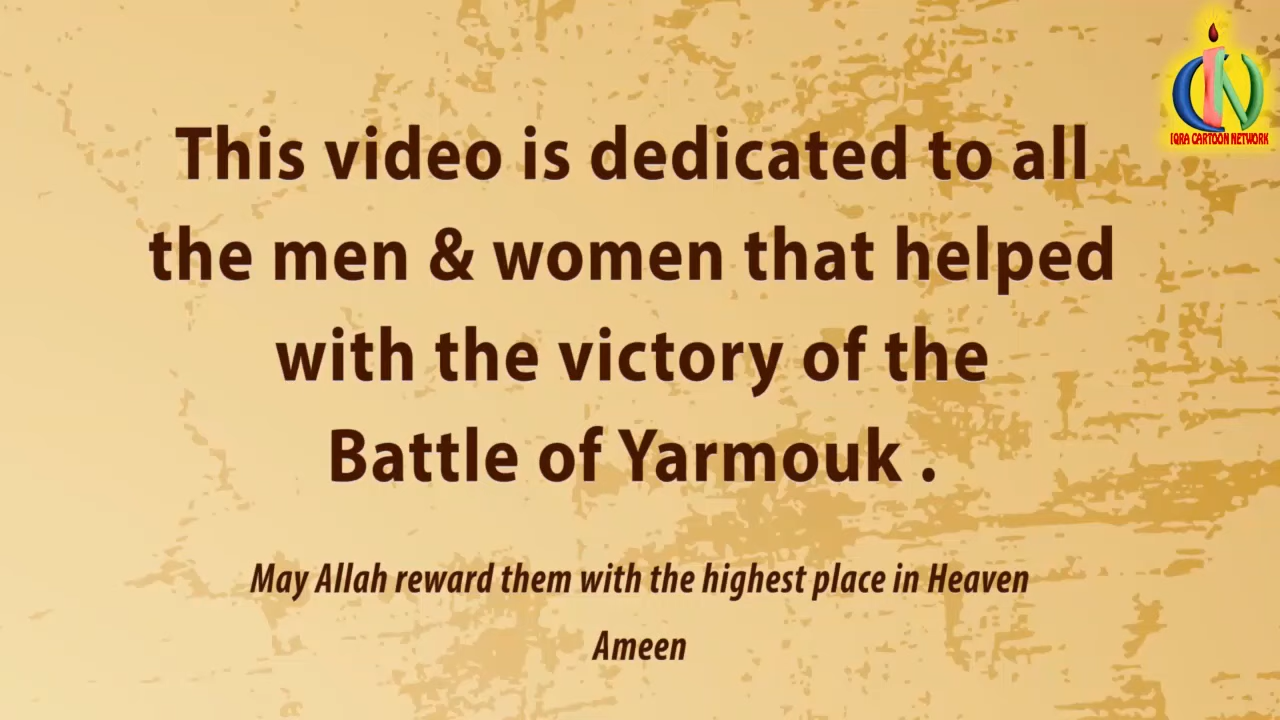 This video is dedicated to all
the men & women that helped
with the victory of the
Battle of Yarmouk .
May Allah reward them with the highest place in Heaven
Ameen
ICN
IQRA CARTOON NETWORK